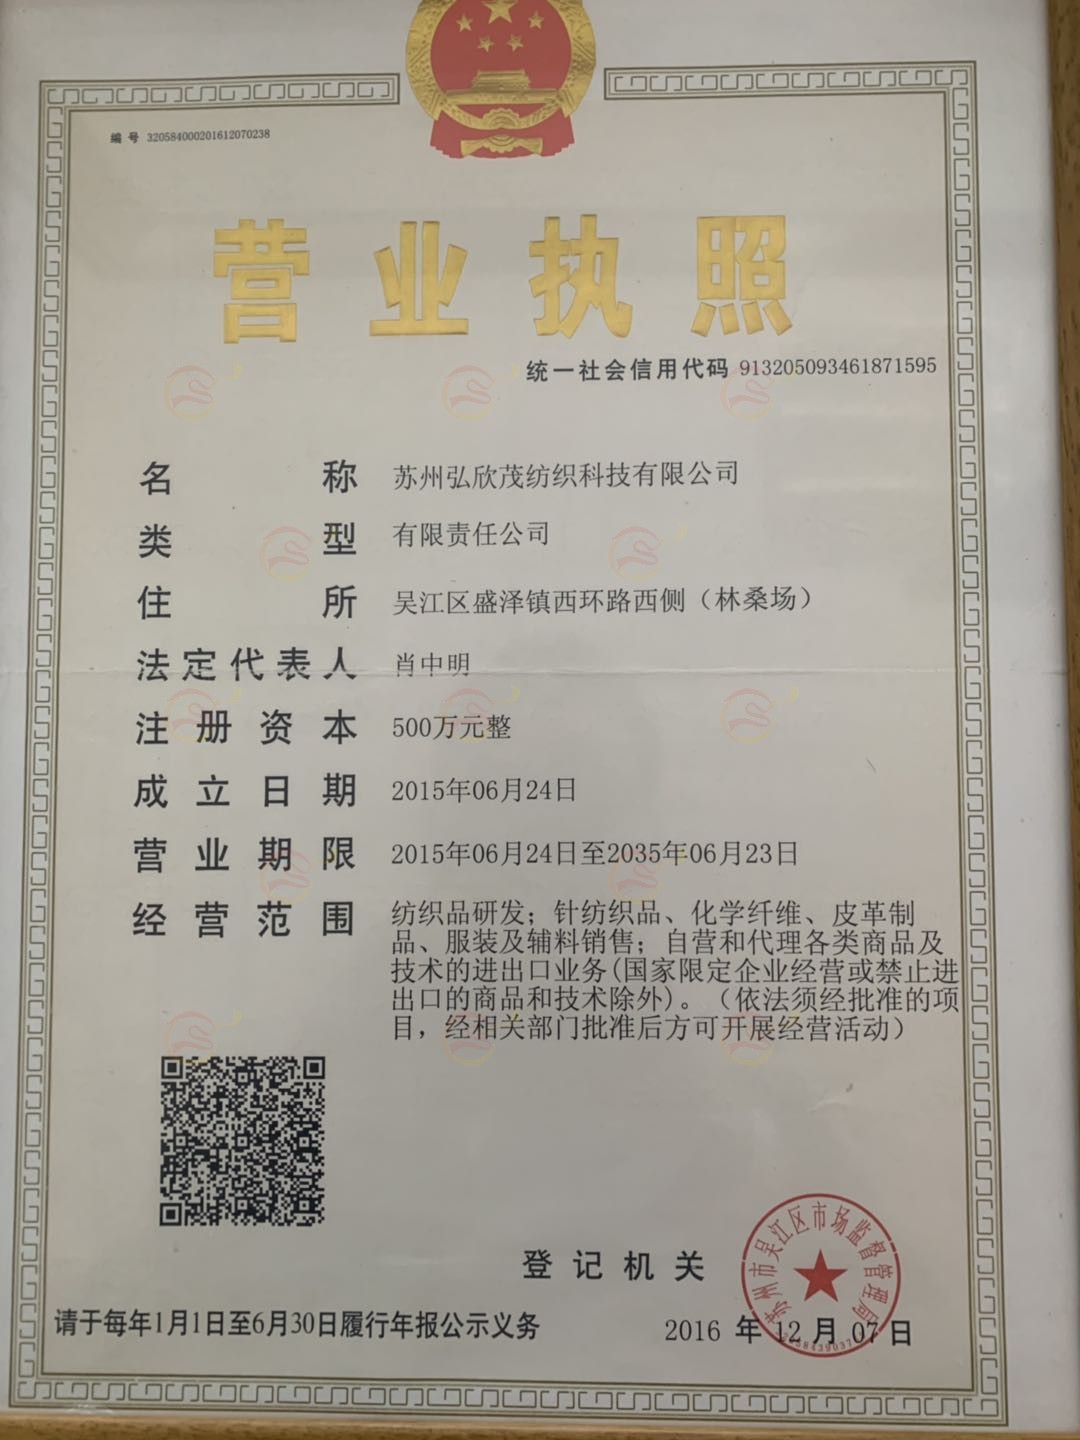 编 号 320584000201612070238
营业执照
统一社会信用代码 913205093461871595
名称 苏州弘欣茂纺织科技有限公司
类型 有限责任公司
住所 吴江区盛泽镇西环路西侧（林桑场）
法定代表人 肖中明
注册资本 500万元整
成立日期 2015年06月24日
营业期限 2015年06月24日至2035年06月23日
经营范围 纺织品研发；针纺织品、化学纤维、皮革制
品、服装及辅料销售；自营和代理各类商品及
技术的进出口业务(国家限定企业经营或禁止进
出口的商品和技术除外)。（依法须经批准的项
目，经相关部门批准后方可开展经营活动）
登记机关
苏州市吴江区市场监督管理局
请于每年1月1日至6月30日履行年报公示义务
2016 年 12 月 07 日